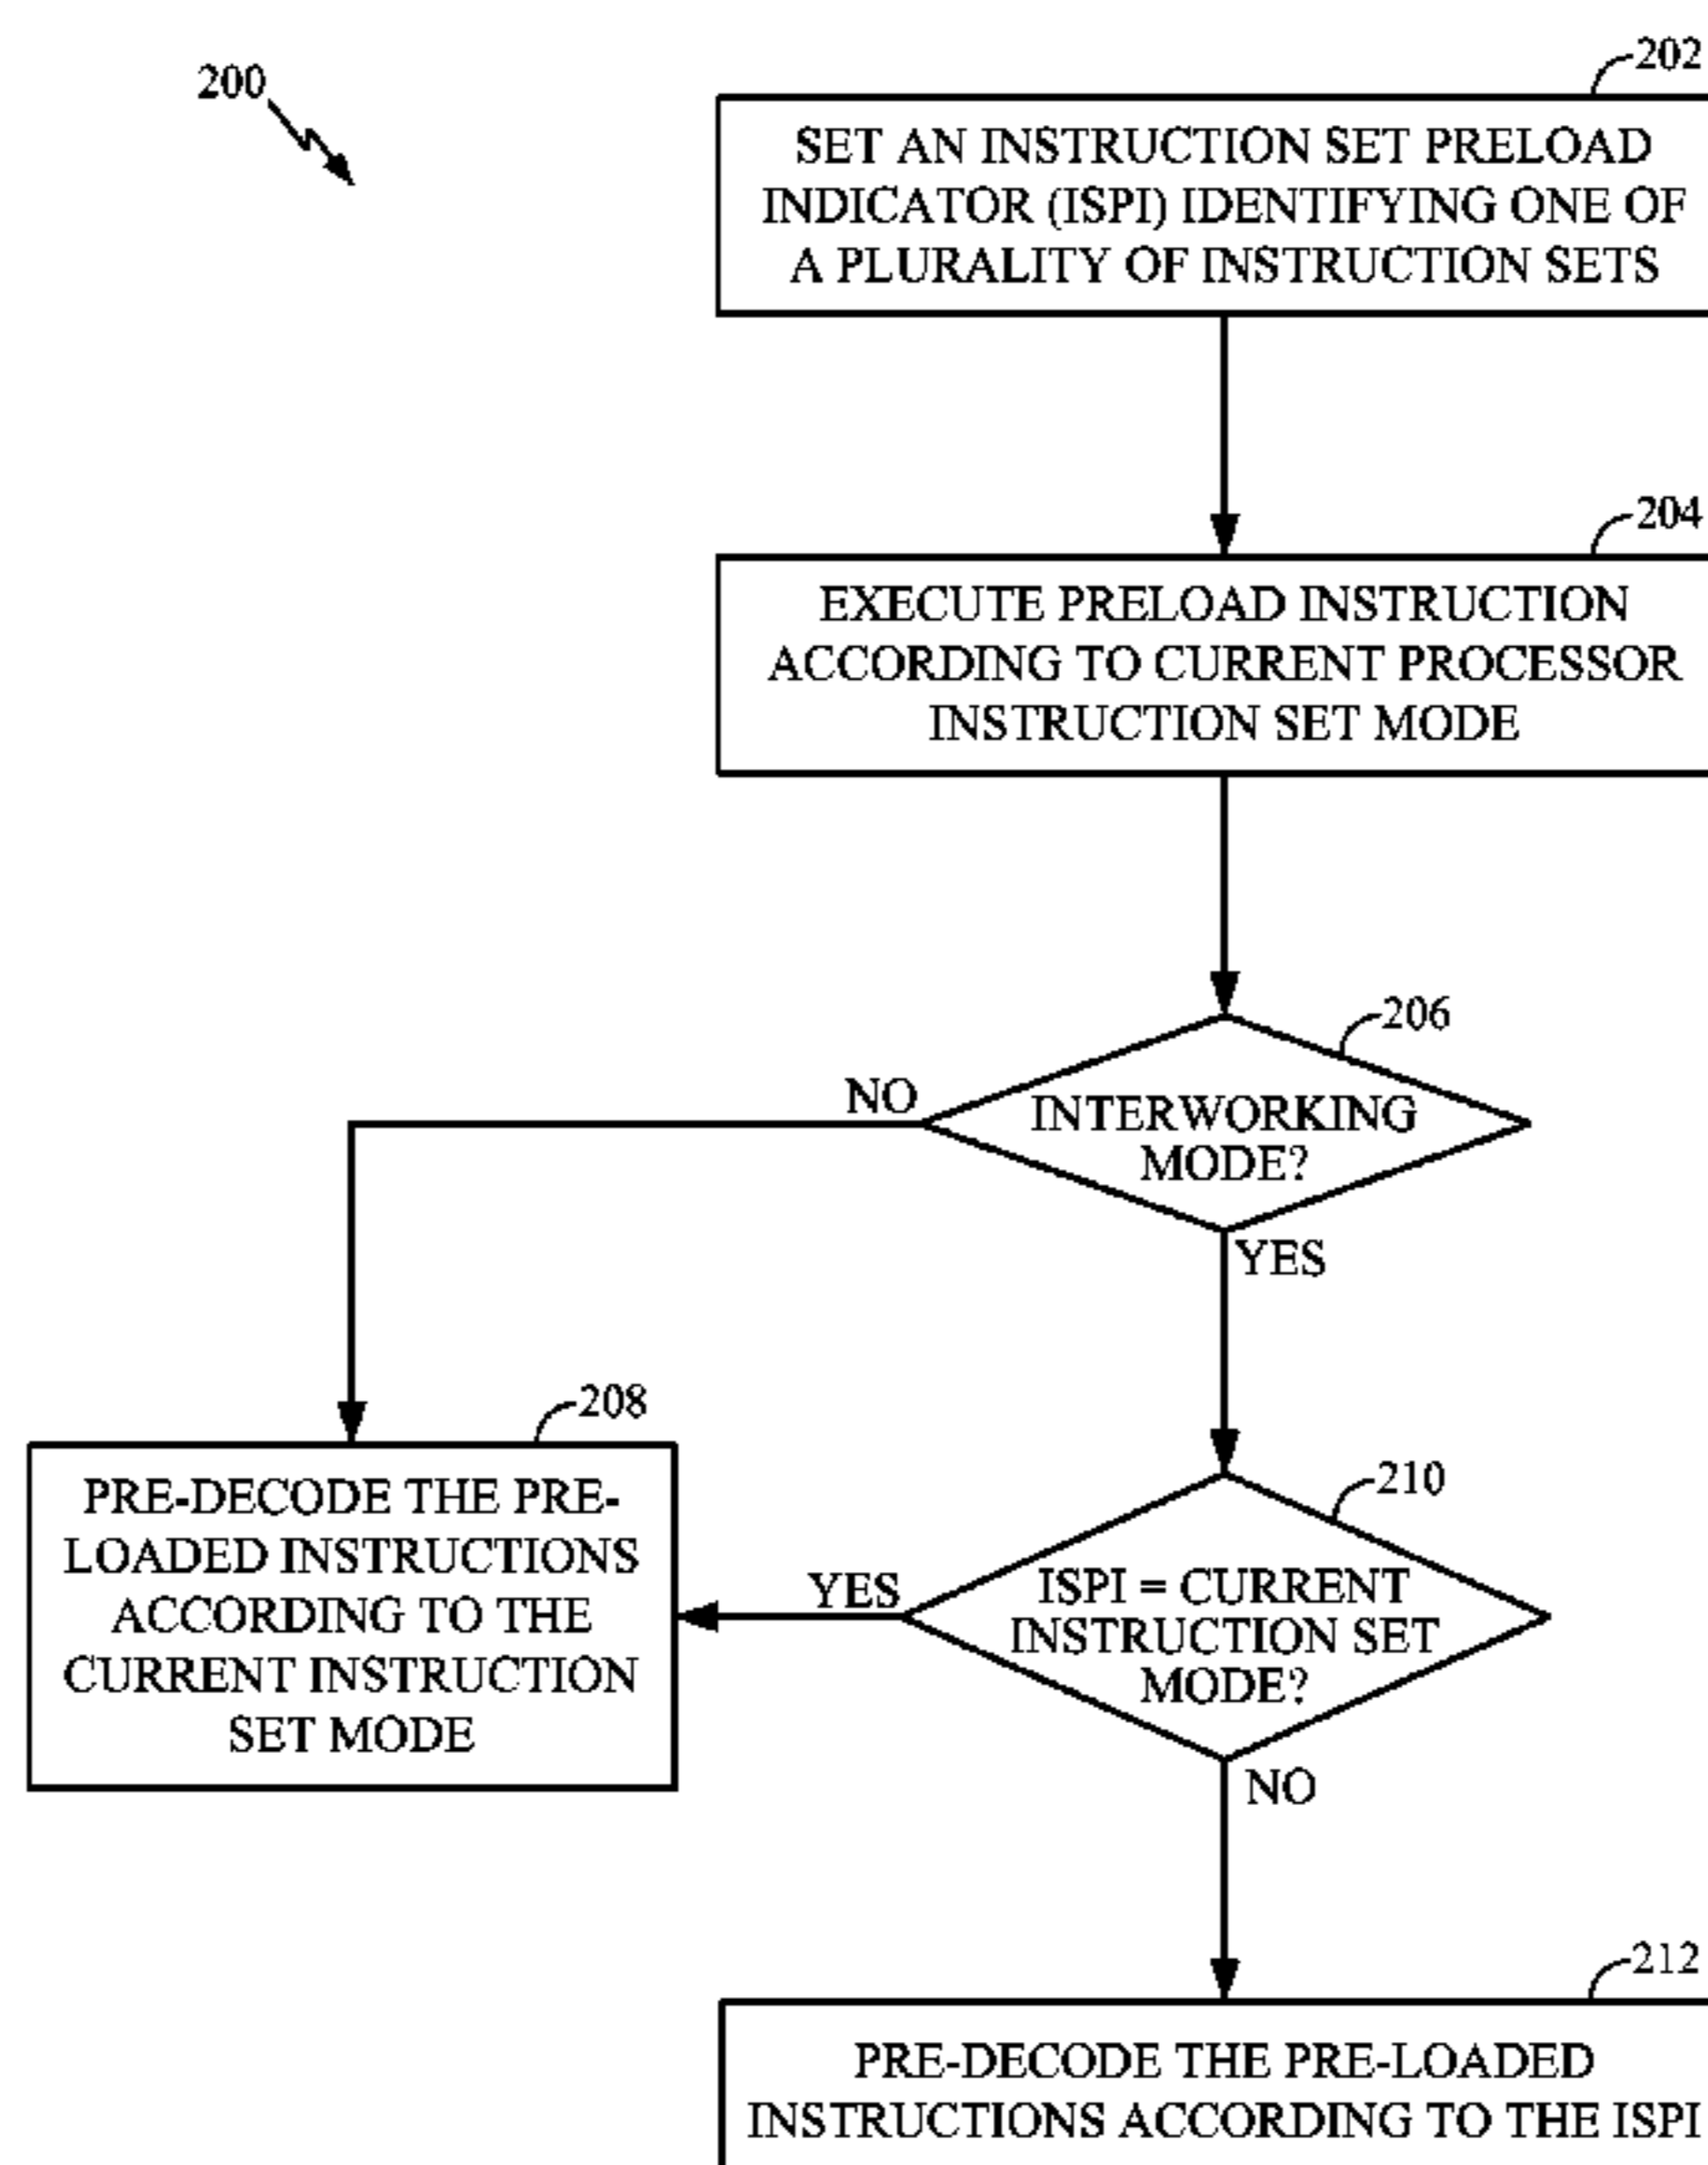 200
202
SET AN INSTRUCTION SET PRELOAD
INDICATOR (ISPI) IDENTIFYING ONE OF
A PLURALITY OF INSTRUCTION SETS
204
EXECUTE PRELOAD INSTRUCTION
ACCORDING TO CURRENT PROCESSOR
INSTRUCTION SET MODE
206
NO
INTERWORKING
MODE?
YES
208
PRE-DECODE THE PRE-
LOADED INSTRUCTIONS
ACCORDING TO THE
CURRENT INSTRUCTION
SET MODE
210
YES
ISPI = CURRENT
INSTRUCTION SET
MODE?
NO
212
PRE-DECODE THE PRE-LOADED
INSTRUCTIONS ACCORDING TO THE ISPI